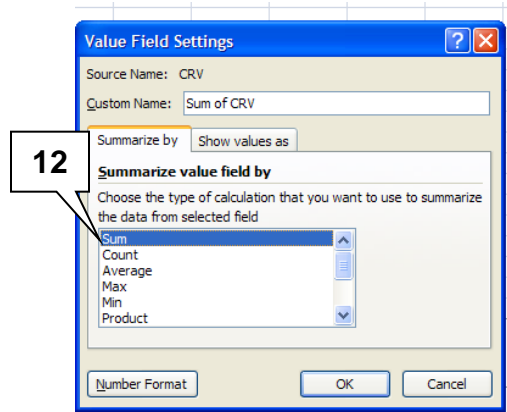 Value Field Settings
Source Name: CRV
Custom Name: Sum of CRV
Summarize by Show values as
12
Summarize value field by
Choose the type of calculation that you want to use to summarize
the data from selected field
Sum
Count
Average
Max
Min
Product
Number Format OK Cancel